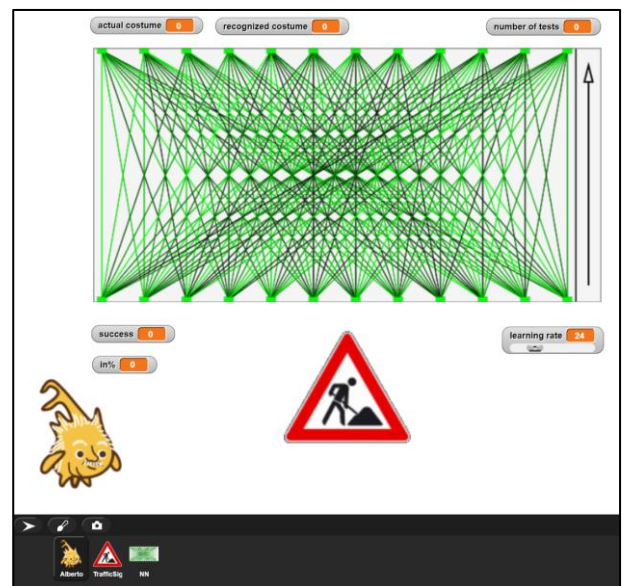 actual costume 0 recognized costume 0 number of tests 0
success 0
learning rate 24
in% 0
Alberto TrafficSig NN